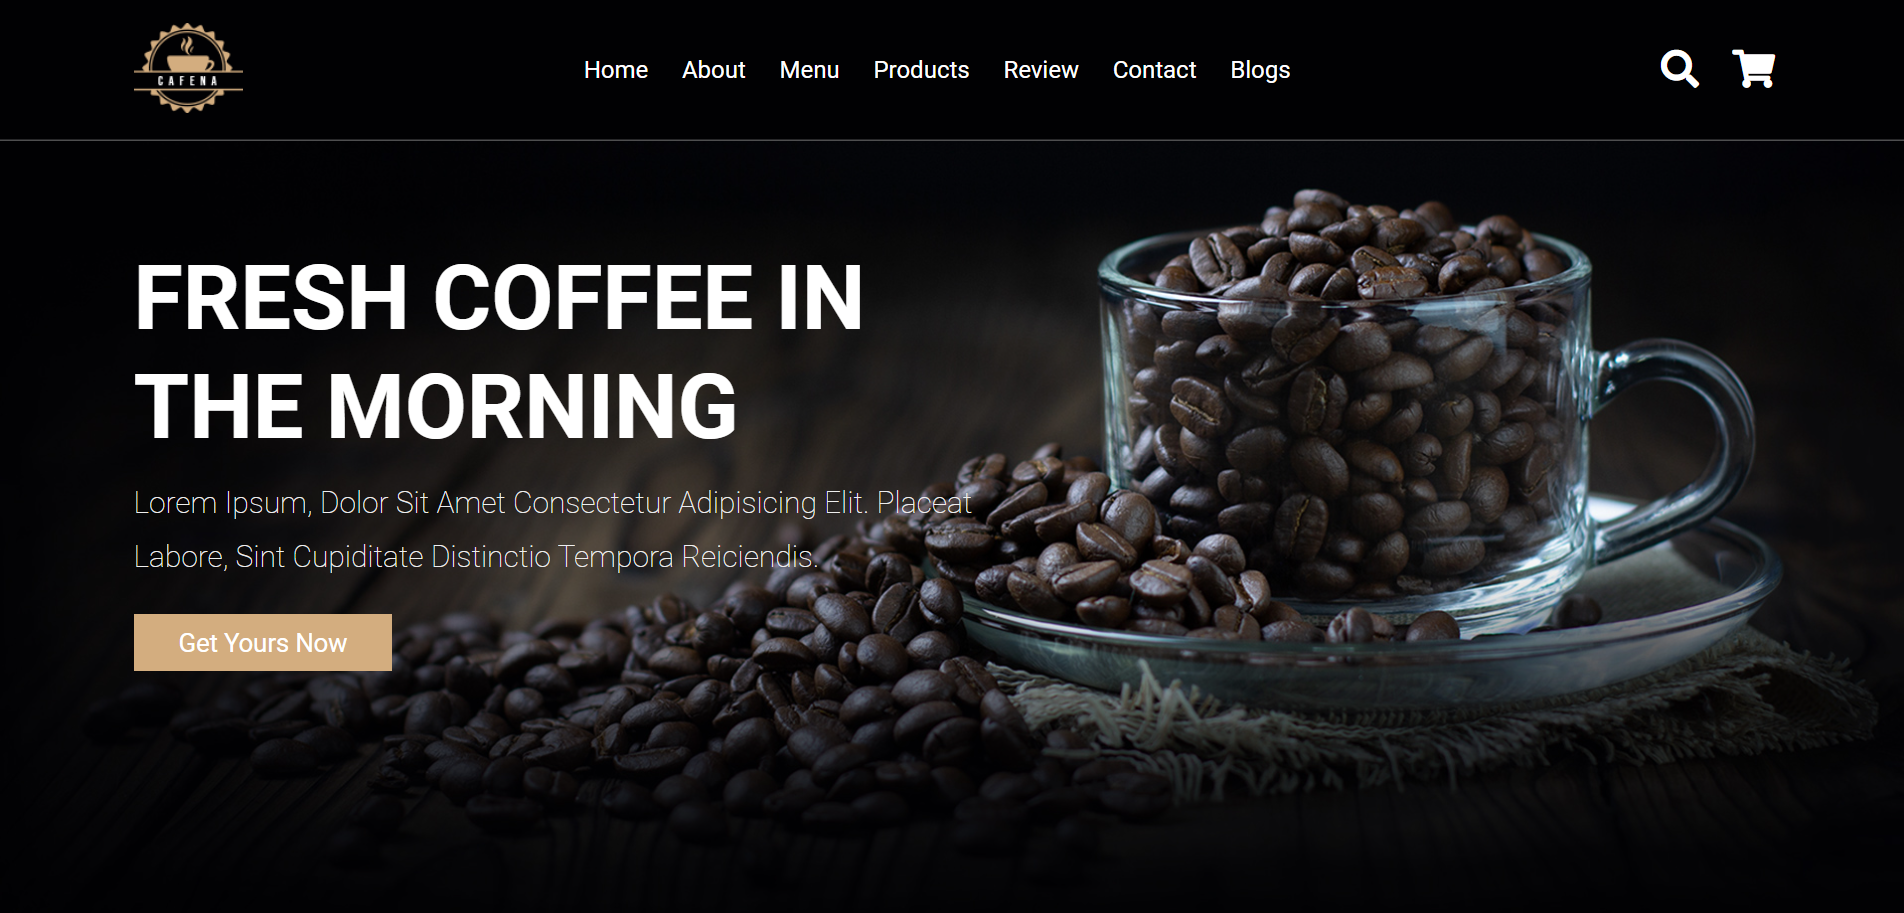 CAFENA
Home About Menu Products Review Contact Blogs
FRESH COFFEE IN
THE MORNING
Lorem Ipsum, Dolor Sit Amet Consectetur Adipisicing Elit. Placeat
Labore, Sint Cupiditate Distinctio Tempora Reiciendis.
Get Yours Now